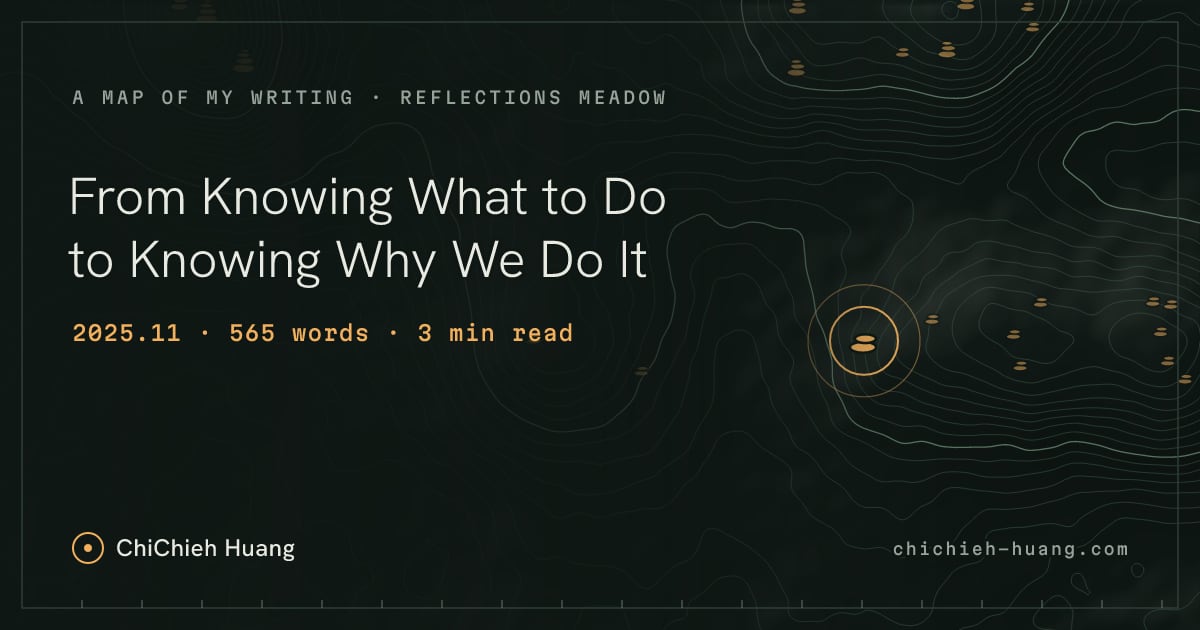 A MAP OF MY WRITING · REFLECTIONS MEADOW
From Knowing What to Do
to Knowing Why We Do It
2025.11 · 565 words · 3 min read
ChiChieh Huang
chichieh-huang.com